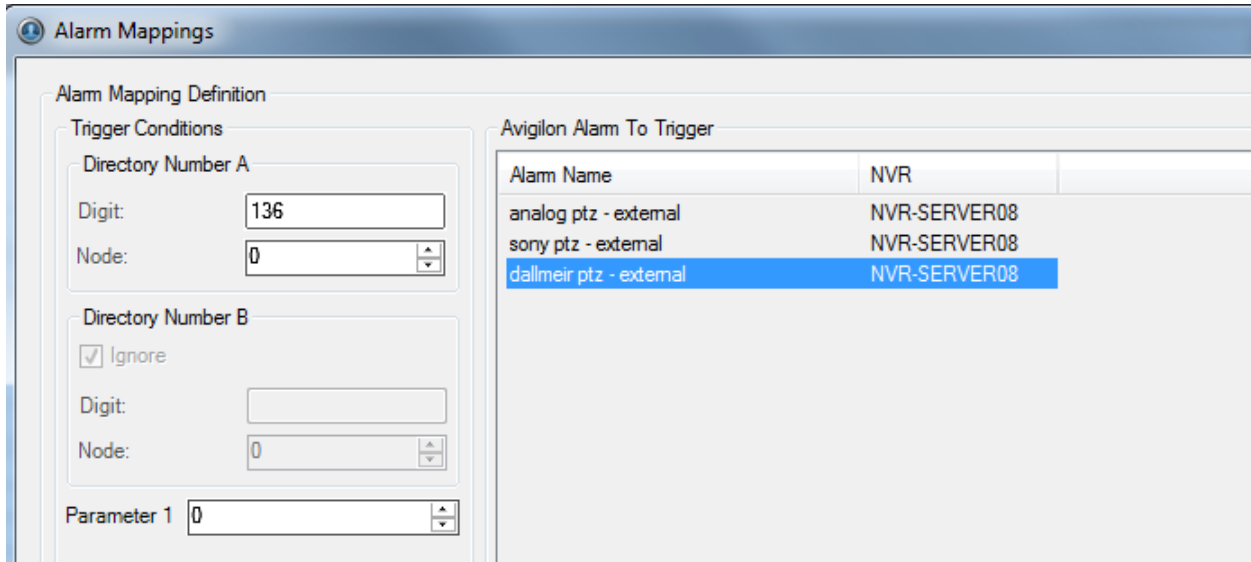 Alarm Mappings
Alarm Mapping Definition
Trigger Conditions
Directory Number A
Digit: 136
Node: 0
Directory Number B
Ignore
Digit:
Node: 0
Parameter 1 0
Avigilon Alarm To Trigger
Alarm Name NVR
analog ptz - external NVR-SERVER08
sony ptz - external NVR-SERVER08
dallmeir ptz - external NVR-SERVER08